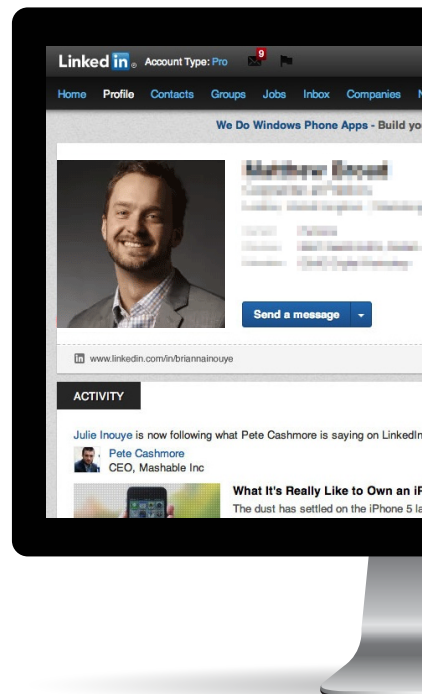 Linked in ® Account Type: Pro 9
Home Profile Contacts Groups Jobs Inbox Companies
We Do Windows Phone Apps - Build yo
Send a message
in www.linkedin.com/in/briannainouye
ACTIVITY
Julie Inouye is now following what Pete Cashmore is saying on LinkedIn
Pete Cashmore
CEO, Mashable Inc
What It's Really Like to Own an iP
The dust has settled on the iPhone 5 la